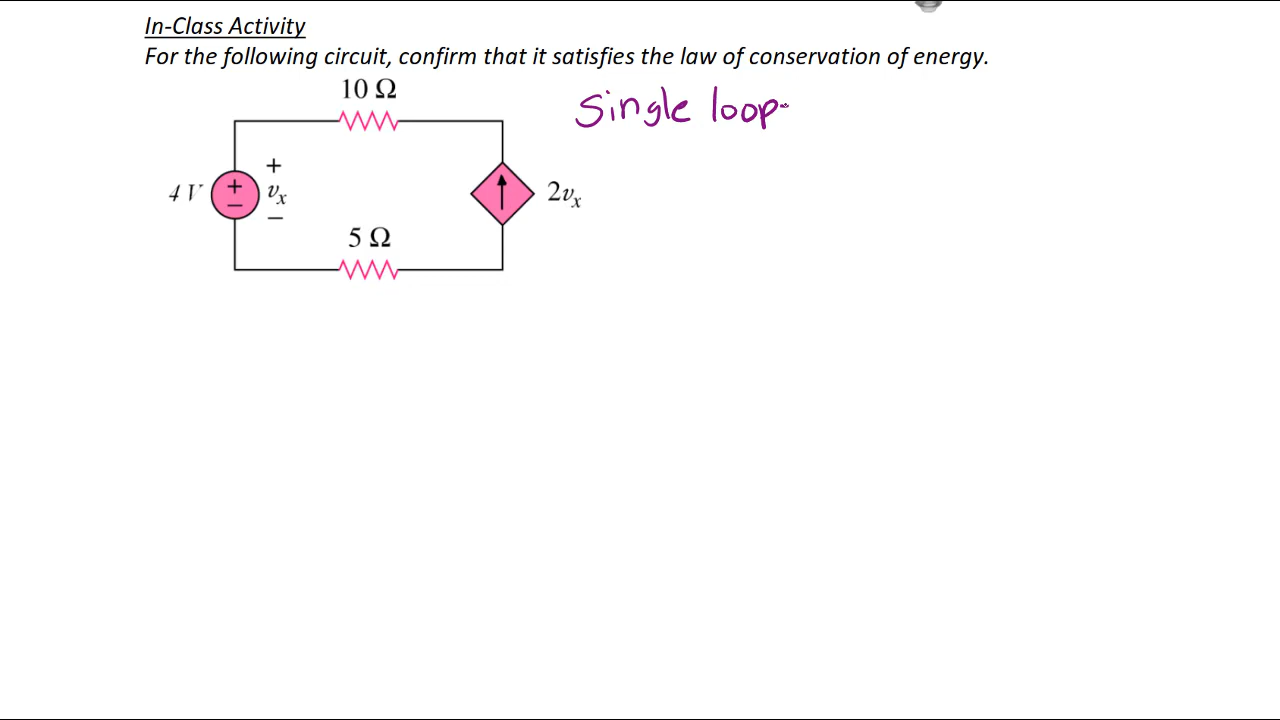 In-Class Activity
For the following circuit, confirm that it satisfies the law of conservation of energy.
10 Ω
Single loop
+
4 V
+
−
vx
2vx
−
5 Ω